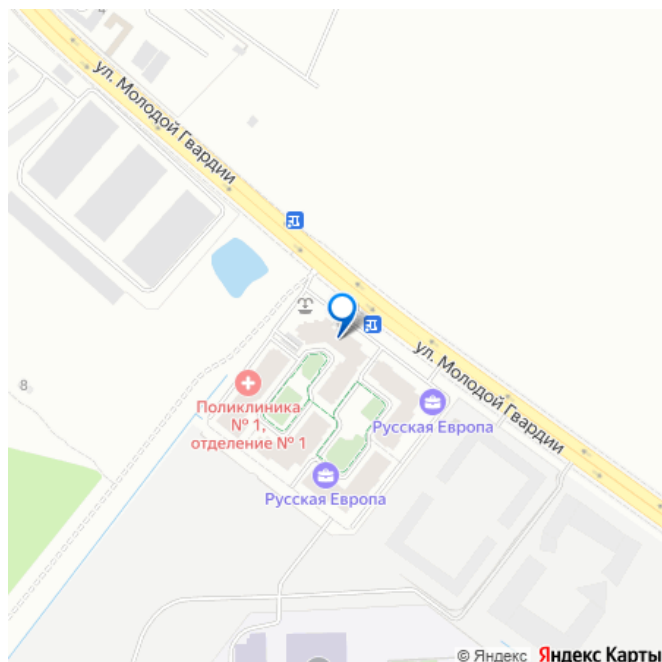 ул. Молодой Гвардии
ул. Молодой Гвардии
Поликлиника
№ 1,
отделение № 1
Русская Европа
Русская Европа
8
© Яндекс Яндекс Карты